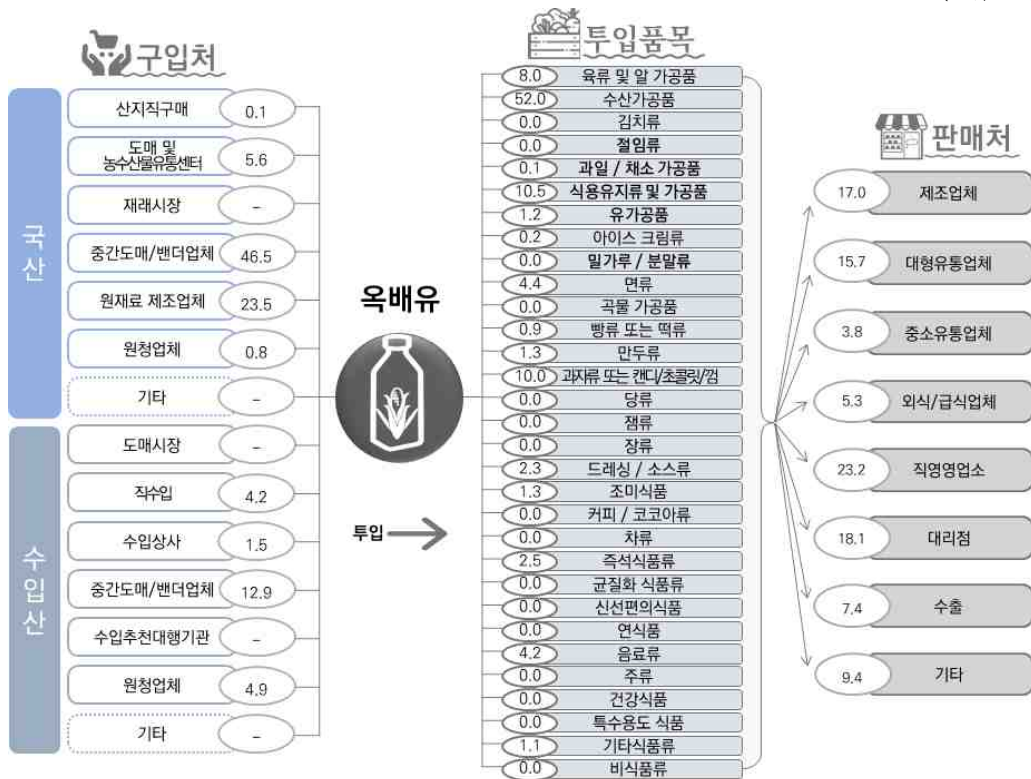 구입처
국산
산지직구매 0.1
도매 및
농수산물유통센터 5.6
재래시장 –
중간도매/밴더업체 46.5
원재료 제조업체 23.5
원청업체 0.8
기타 –
수입산
도매시장 –
직수입 4.2
수입상사 1.5
중간도매/밴더업체 12.9
수입추천대행기관 –
원청업체 4.9
기타 –
옥배유
투입
투입품목
8.0 육류 및 알 가공품
52.0 수산가공품
0.0 김치류
0.0 절임류
0.1 과일 / 채소 가공품
10.5 식용유지류 및 가공품
1.2 유가공품
0.2 아이스 크림류
0.0 밀가루 / 분말류
4.4 면류
0.0 곡물 가공품
0.9 빵류 또는 떡류
1.3 만두류
10.0 과자류 또는 캔디/초콜릿/껌
0.0 당류
0.0 잼류
0.0 장류
2.3 드레싱 / 소스류
1.3 조미식품
0.0 커피 / 코코아류
0.0 차류
2.5 즉석식품류
0.0 균질화 식품류
0.0 신선편의식품
0.0 연식품
4.2 음료류
0.0 주류
0.0 건강식품
0.0 특수용도 식품
1.1 기타식품류
0.0 비식품류
판매처
17.0 제조업체
15.7 대형유통업체
3.8 중소유통업체
5.3 외식/급식업체
23.2 직영영업소
18.1 대리점
7.4 수출
9.4 기타